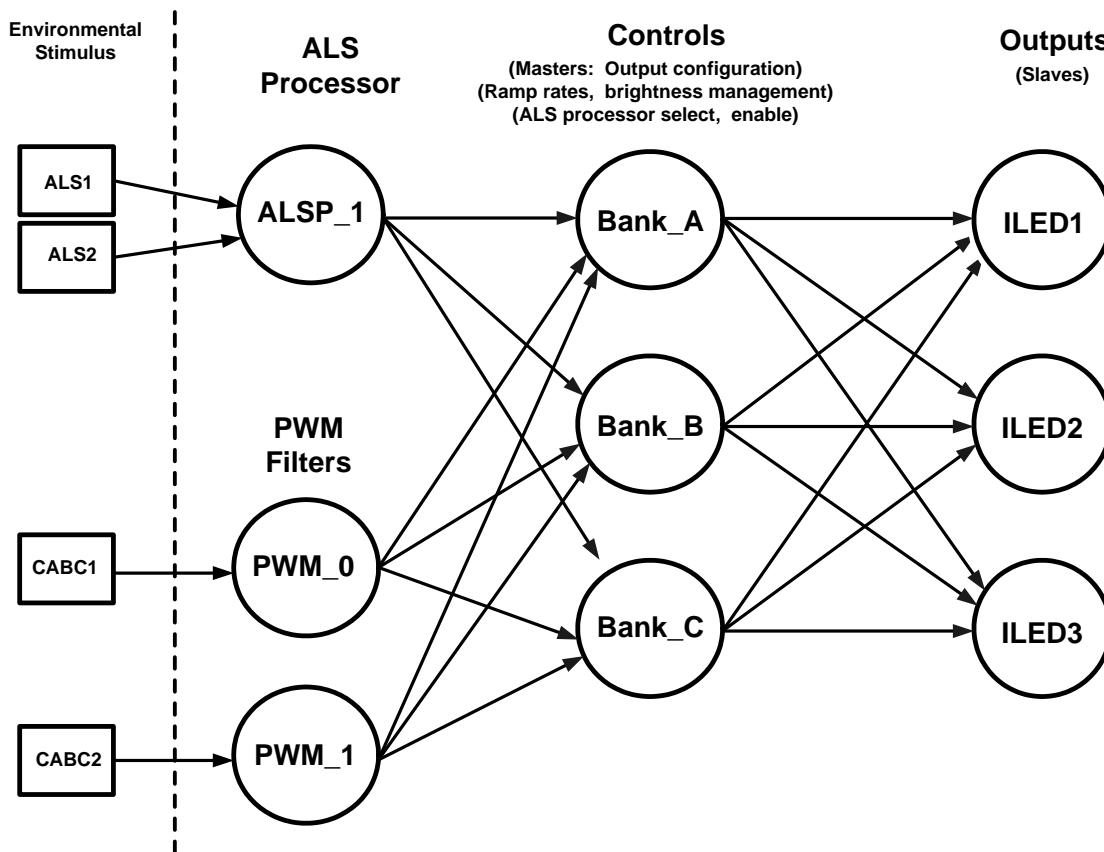 Environmental
Stimulus
ALS
Processor
Controls
(Masters: Output configuration)
(Ramp rates, brightness management)
(ALS processor select, enable)
Outputs
(Slaves)
ALS1
ALS2
ALSP_1
Bank_A
ILED1
PWM
Filters
Bank_B
ILED2
CABC1
PWM_0
Bank_C
ILED3
CABC2
PWM_1